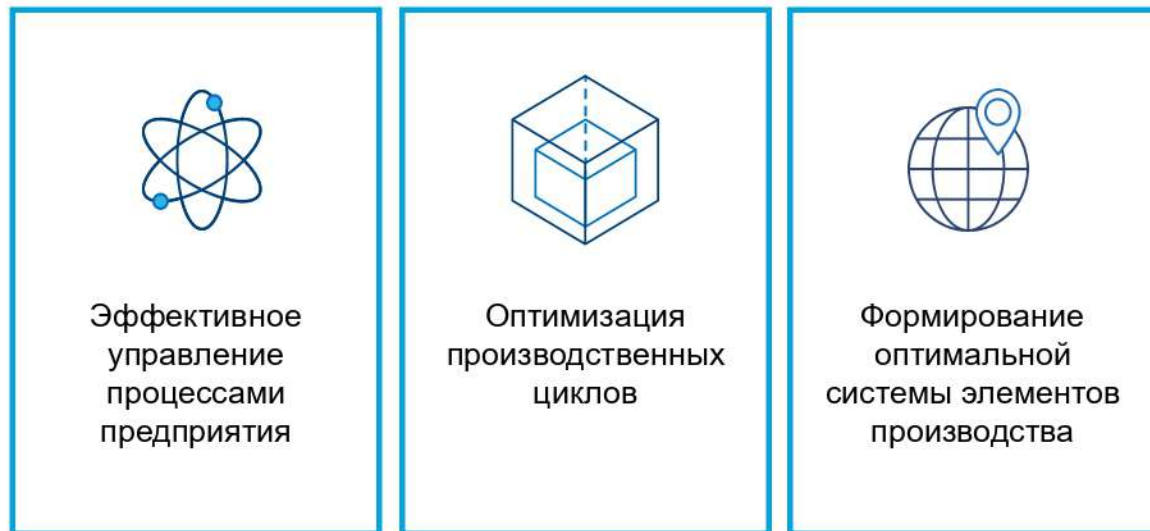 Эффективное
управление
процессами
предприятия
Оптимизация
производственных
циклов
Формирование
оптимальной
системы элементов
производства